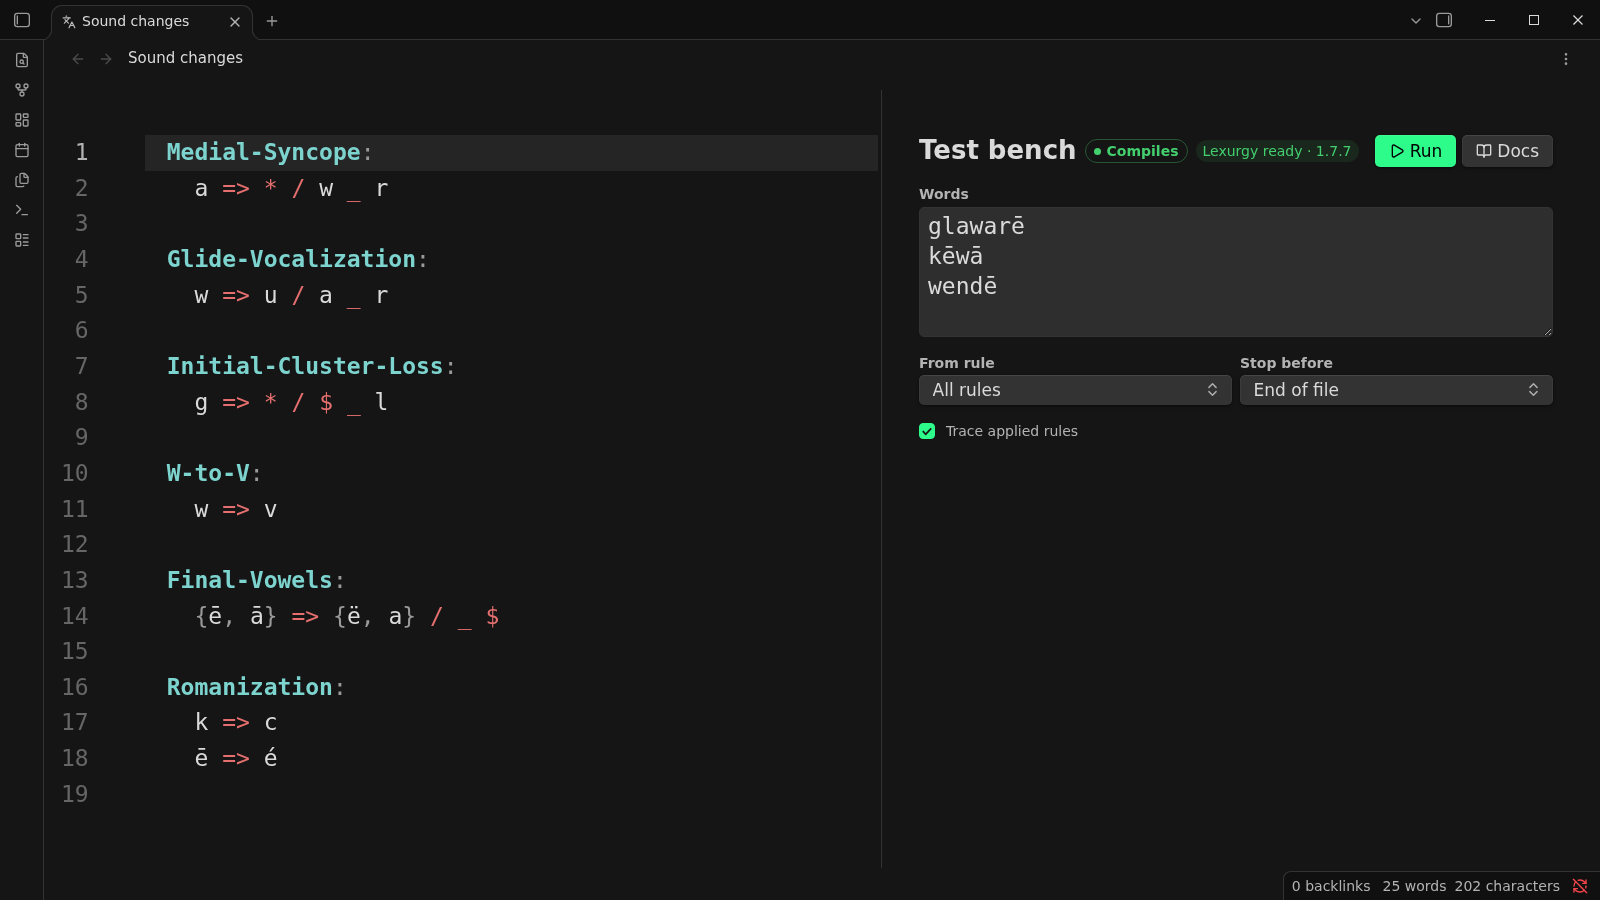 Sound changes
Sound changes
1 Medial-Syncope:
2 a => * / w _ r
3
4 Glide-Vocalization:
5 w => u / a _ r
6
7 Initial-Cluster-Loss:
8 g => * / $ _ l
9
10 W-to-V:
11 w => v
12
13 Final-Vowels:
14 {ē, ā} => {ë, a} / _ $
15
16 Romanization:
17 k => c
18 ē => é
19
Test bench Compiles Lexurgy ready · 1.7.7 Run Docs
Words
glawarē
kēwā
wendē
From rule Stop before
All rules End of file
Trace applied rules
0 backlinks 25 words 202 characters